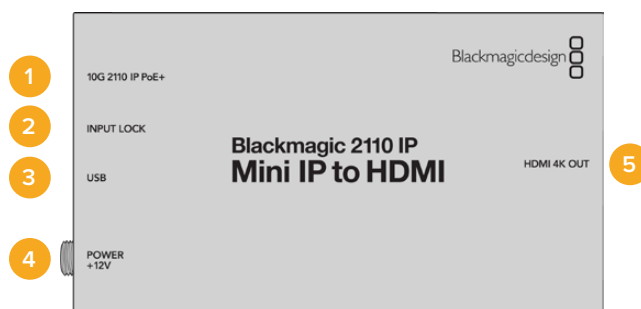 Blackmagicdesign
1
10G 2110 IP PoE+
2
INPUT LOCK
Blackmagic 2110 IP
Mini IP to HDMI
3
USB
HDMI 4K OUT
5
4
POWER
+12V